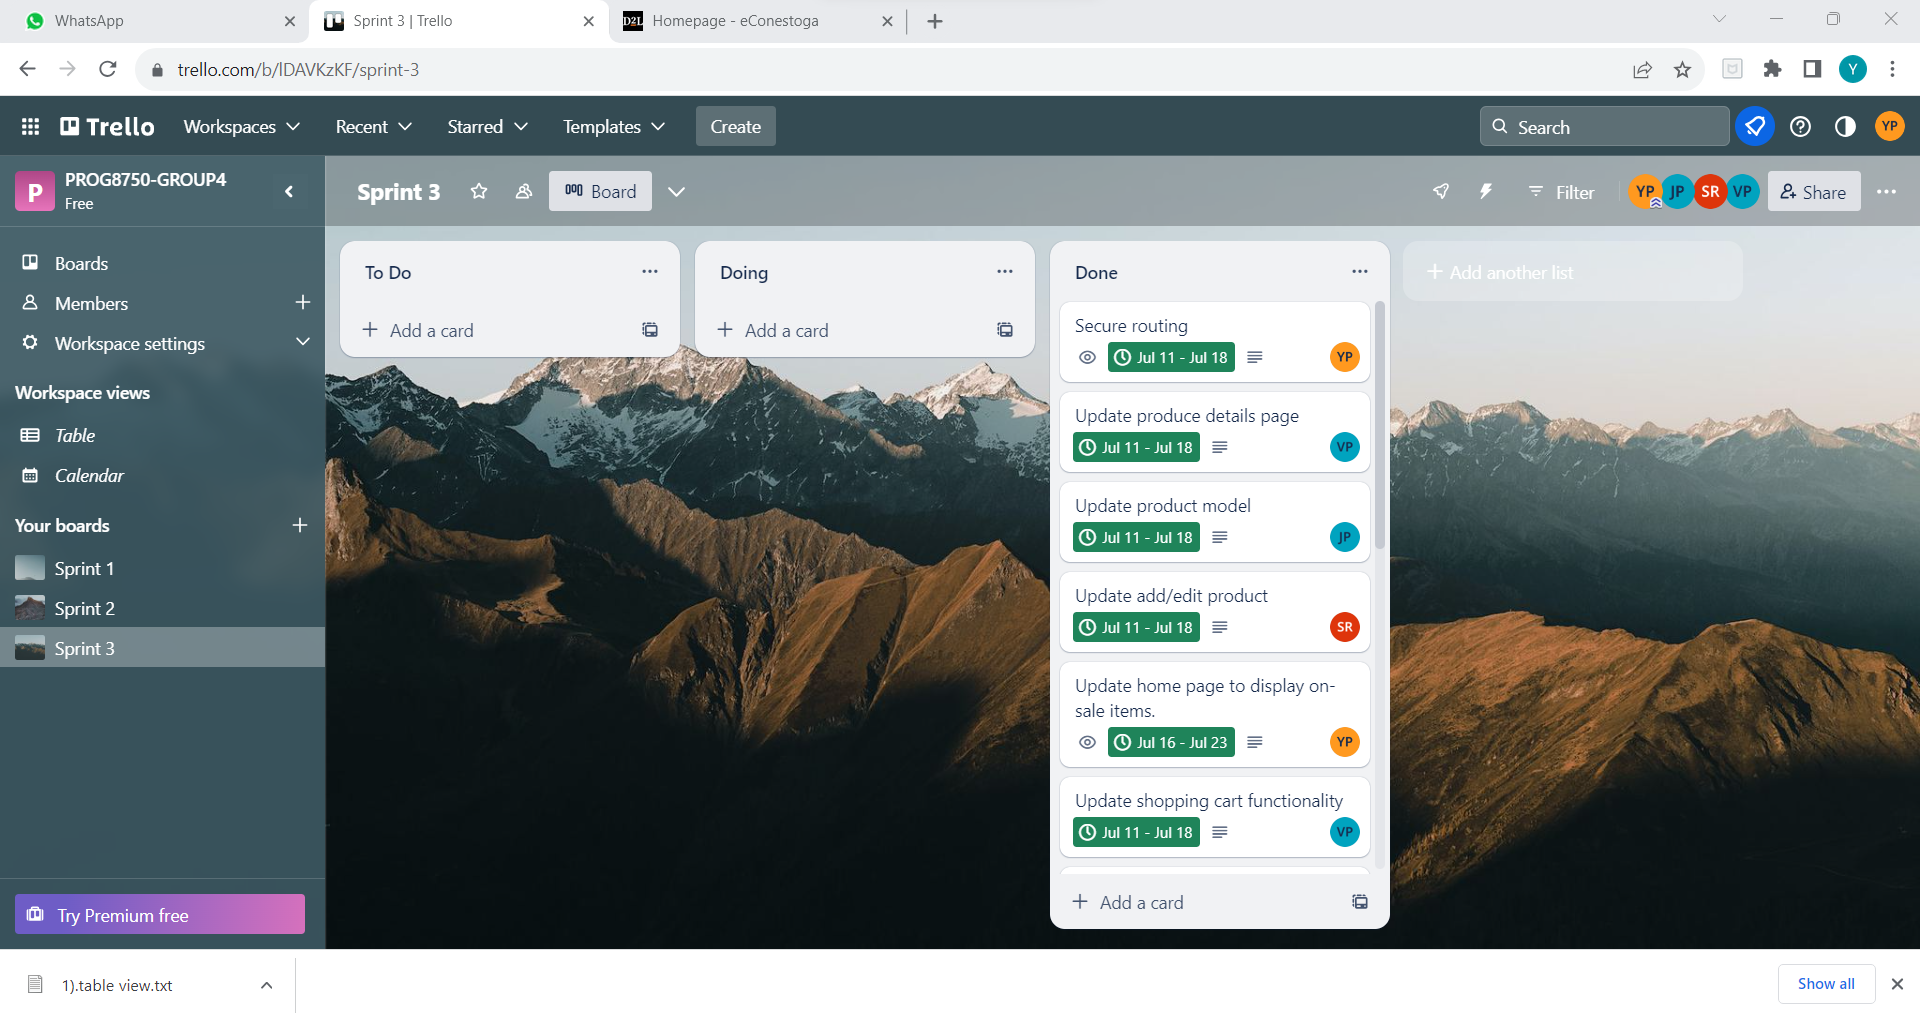 WhatsApp
Sprint 3 | Trello
D2L Homepage - eConestoga
trello.com/b/IDAVKzKF/sprint-3
Y
Trello
Workspaces
Recent
Starred
Templates
Create
Search
YP
P
PROG8750-GROUP4
Free
Sprint 3
Board
Filter
YP
JP
SR
VP
Share
Boards
Members
Workspace settings
Workspace views
Table
Calendar
Your boards
Sprint 1
Sprint 2
Sprint 3
Try Premium free
To Do
Add a card
Doing
Add a card
Done
Secure routing
Jul 11 - Jul 18
YP
Update produce details page
Jul 11 - Jul 18
VP
Update product model
Jul 11 - Jul 18
JP
Update add/edit product
Jul 11 - Jul 18
SR
Update home page to display on-
sale items.
Jul 16 - Jul 23
YP
Update shopping cart functionality
Jul 11 - Jul 18
VP
Add a card
Add another list
1).table view.txt
Show all